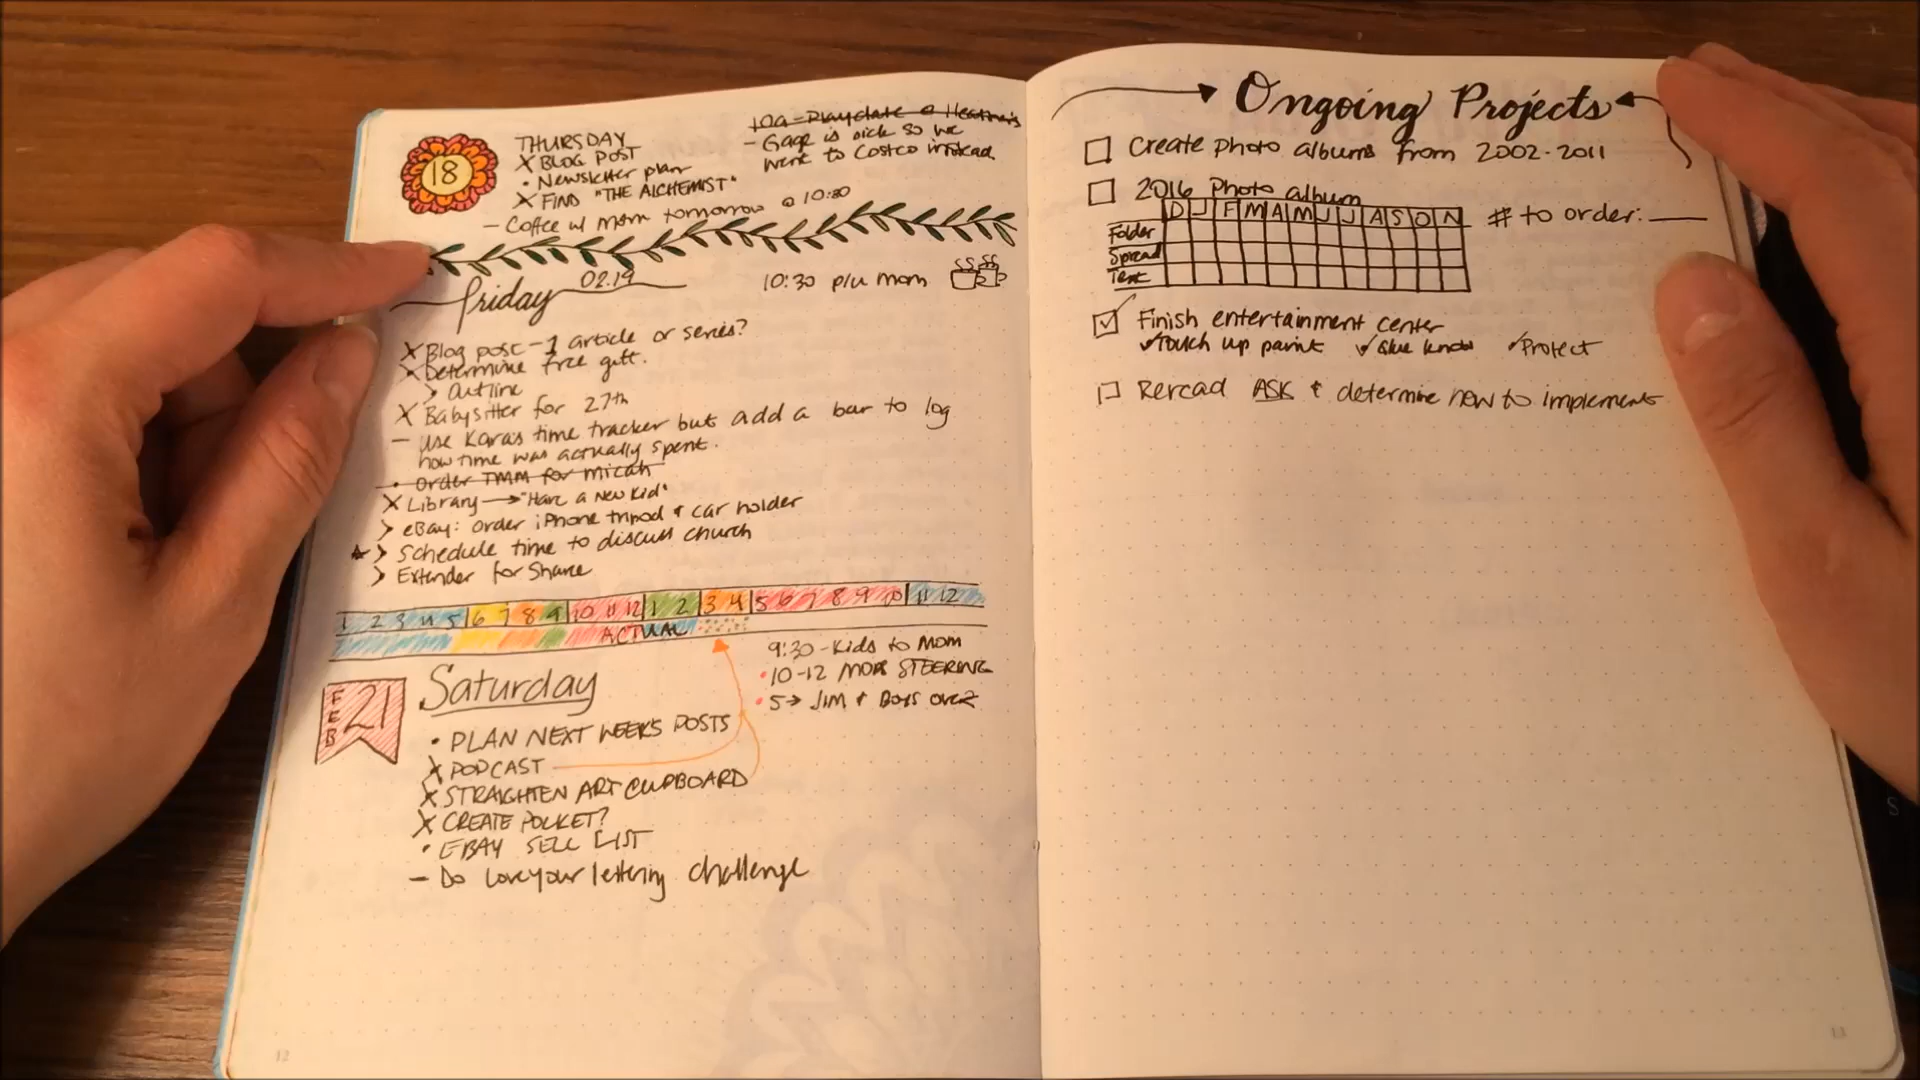 18
THURSDAY
X BLOG POST
• Newsletter plan
X FIND "THE ALCHEMIST"
- Coffee w/ mom tomorrow @ 10:30
10a - Playdate @ Heather's
- Gage is sick so we
went to Costco instead.
Friday 02.19
10:30 p/u mom
X Blog post - 1 article or series?
X Determine free gift.
> Outline
X Babysitter for 27th
- Use Kara's time tracker but add a bar to log
how time was actually spent.
• Order TMM for Micah
X Library → "Have a New Kid"
> eBay: order iPhone tripod & car holder
> Schedule time to discuss church
> Extender for Shane
1 2 3 4 5 6 7 8 9 10 11 12 1 2 3 4 5 6 7 8 9 10 11 12
ACTUAL
FEB 21
Saturday
9:30 - Kids to Mom
• 10-12 STEERING
• 5 → Jim & Boys over
• PLAN NEXT WEEK'S POSTS
X PODCAST
X STRAIGHTEN ART CUPBOARD
X CREATE POCKET?
• EBAY SELL LIST
- Do Love your lettering challenge
12
Ongoing Projects
Create photo albums from 2002-2011
2016 Photo album
D J F M A M J J A S O N
# to order:
Folder
Spread
Text
Finish entertainment center
✓ Touch up paint ✓ Glue knob ✓ Protect
Reread ASK & determine how to implement
13